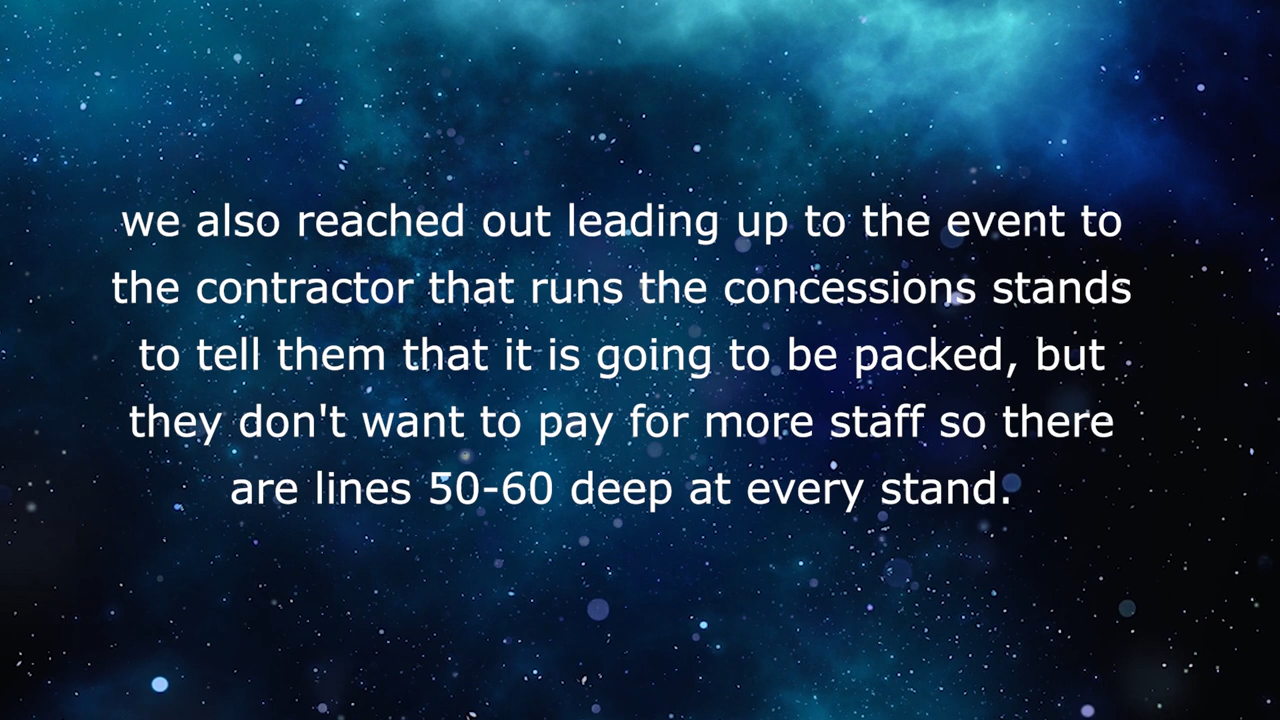 we also reached out leading up to the event to
the contractor that runs the concessions stands
to tell them that it is going to be packed, but
they don't want to pay for more staff so there
are lines 50-60 deep at every stand.